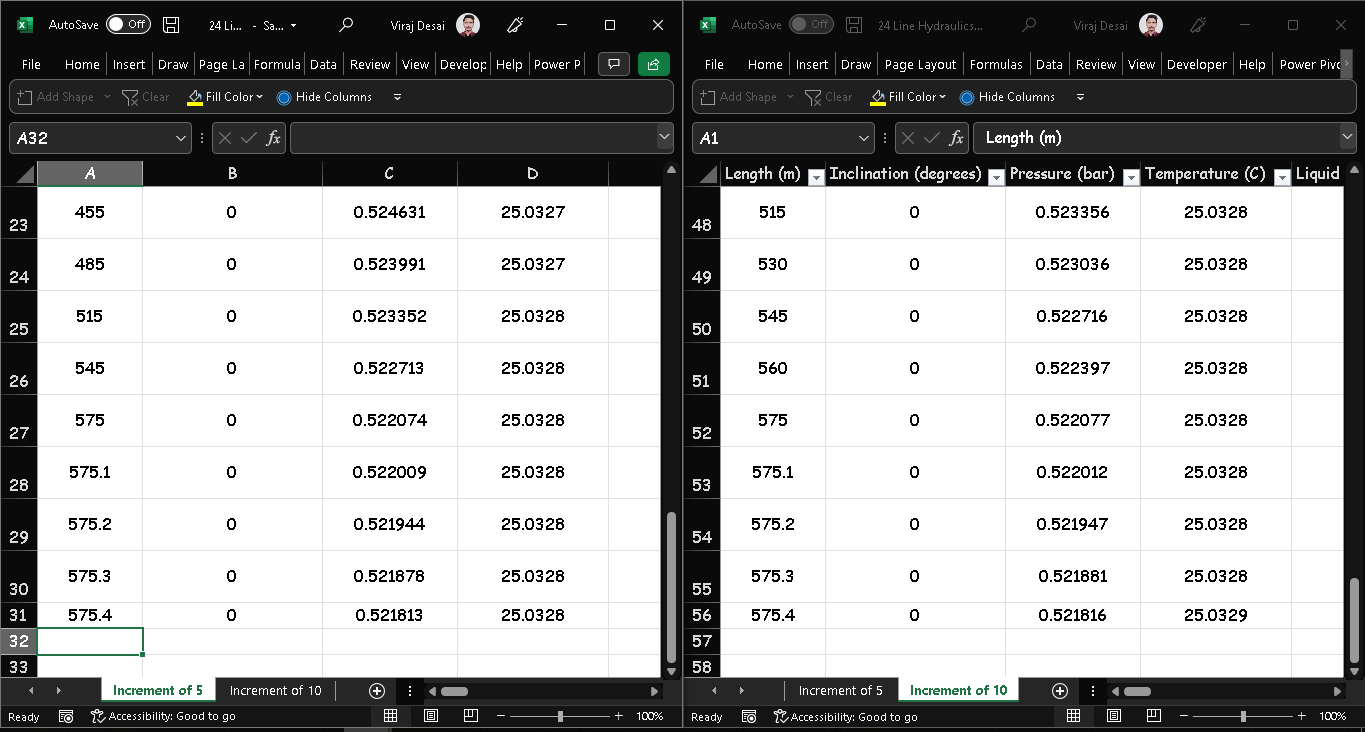 AutoSave Off 24 Li... - Sa... Viraj Desai
File Home Insert Draw Page La Formula Data Review View Develop Help Power P
Add Shape Clear Fill Color Hide Columns
A32 fx
A B C D
23 455 0 0.524631 25.0327
24 485 0 0.523991 25.0327
25 515 0 0.523352 25.0328
26 545 0 0.522713 25.0328
27 575 0 0.522074 25.0328
28 575.1 0 0.522009 25.0328
29 575.2 0 0.521944 25.0328
30 575.3 0 0.521878 25.0328
31 575.4 0 0.521813 25.0328
32
33
Increment of 5 Increment of 10
Ready Accessibility: Good to go 100%
AutoSave Off 24 Line Hydraulics... Viraj Desai
File Home Insert Draw Page Layout Formulas Data Review View Developer Help Power Pivo
Add Shape Clear Fill Color Hide Columns
A1 fx Length (m)
Length (m) Inclination (degrees) Pressure (bar) Temperature (C) Liquid
48 515 0 0.523356 25.0328
49 530 0 0.523036 25.0328
50 545 0 0.522716 25.0328
51 560 0 0.522397 25.0328
52 575 0 0.522077 25.0328
53 575.1 0 0.522012 25.0328
54 575.2 0 0.521947 25.0328
55 575.3 0 0.521881 25.0328
56 575.4 0 0.521816 25.0329
57
58
Increment of 5 Increment of 10
Ready Accessibility: Good to go 100%